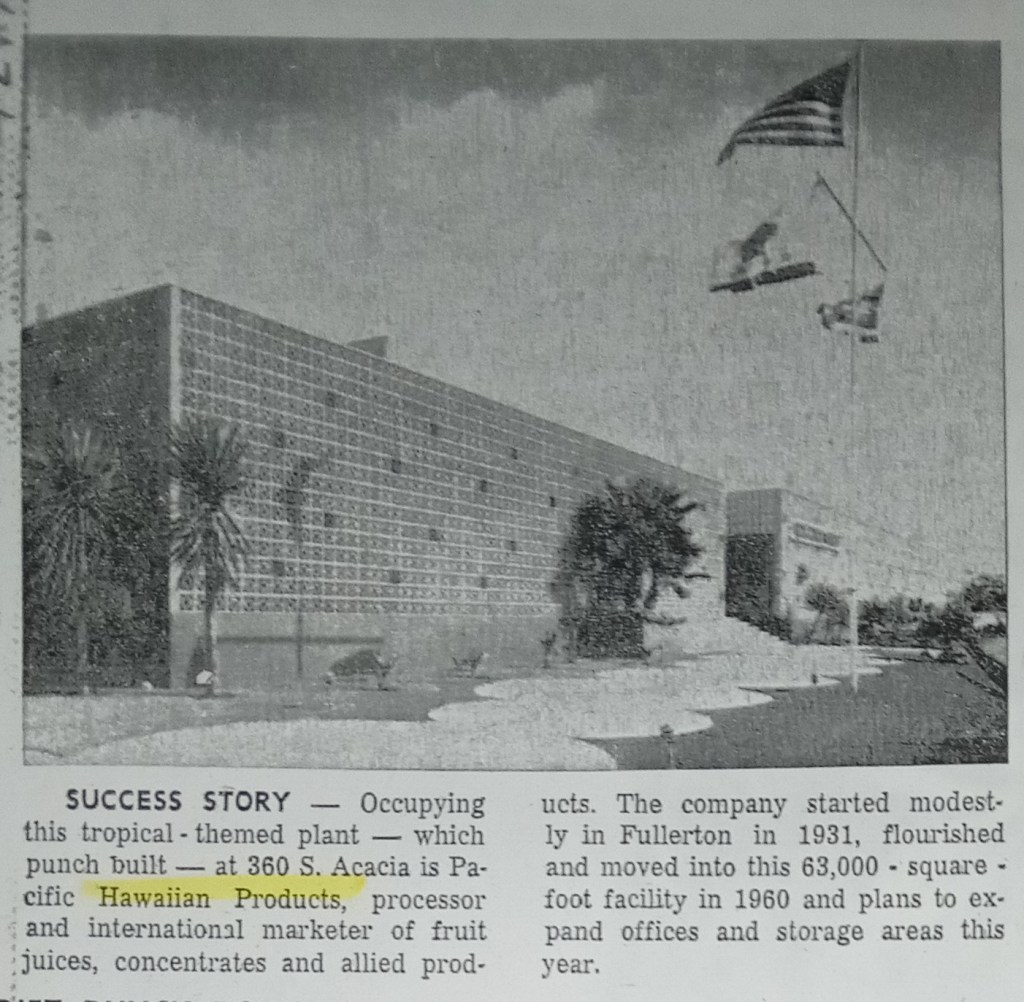 SUCCESS STORY — Occupying
this tropical - themed plant — which
punch built — at 360 S. Acacia is Pa-
cific Hawaiian Products, processor
and international marketer of fruit
juices, concentrates and allied prod-
ucts. The company started modest-
ly in Fullerton in 1931, flourished
and moved into this 63,000 - square -
foot facility in 1960 and plans to ex-
pand offices and storage areas this
year.